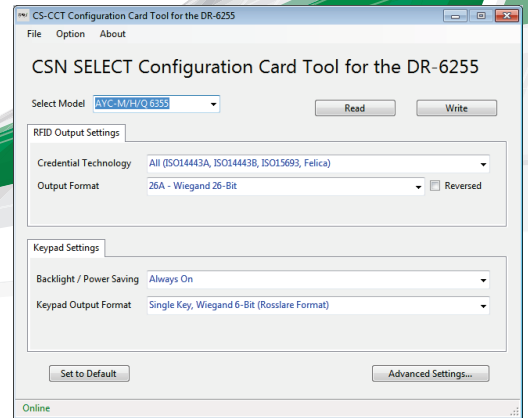 CSN CS-CCT Configuration Card Tool for the DR-6255
File Option About
CSN SELECT Configuration Card Tool for the DR-6255
Select Model AYC-M/H/Q 6355 Read Write
RFID Output Settings
Credential Technology All (ISO14443A, ISO14443B, ISO15693, Felica)
Output Format 26A - Wiegand 26-Bit Reversed
Keypad Settings
Backlight / Power Saving Always On
Keypad Output Format Single Key, Wiegand 6-Bit (Rosslare Format)
Set to Default Advanced Settings...
Online